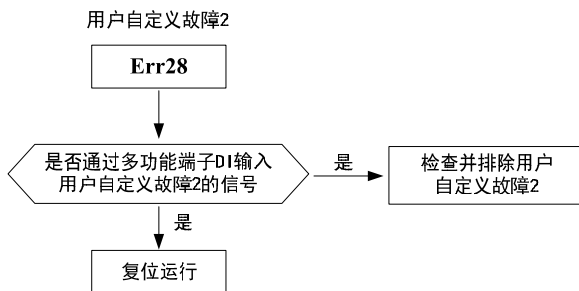 用户自定义故障2
Err28
是否通过多功能端子DI输入
用户自定义故障2的信号
是
检查并排除用户
自定义故障2
是
复位运行